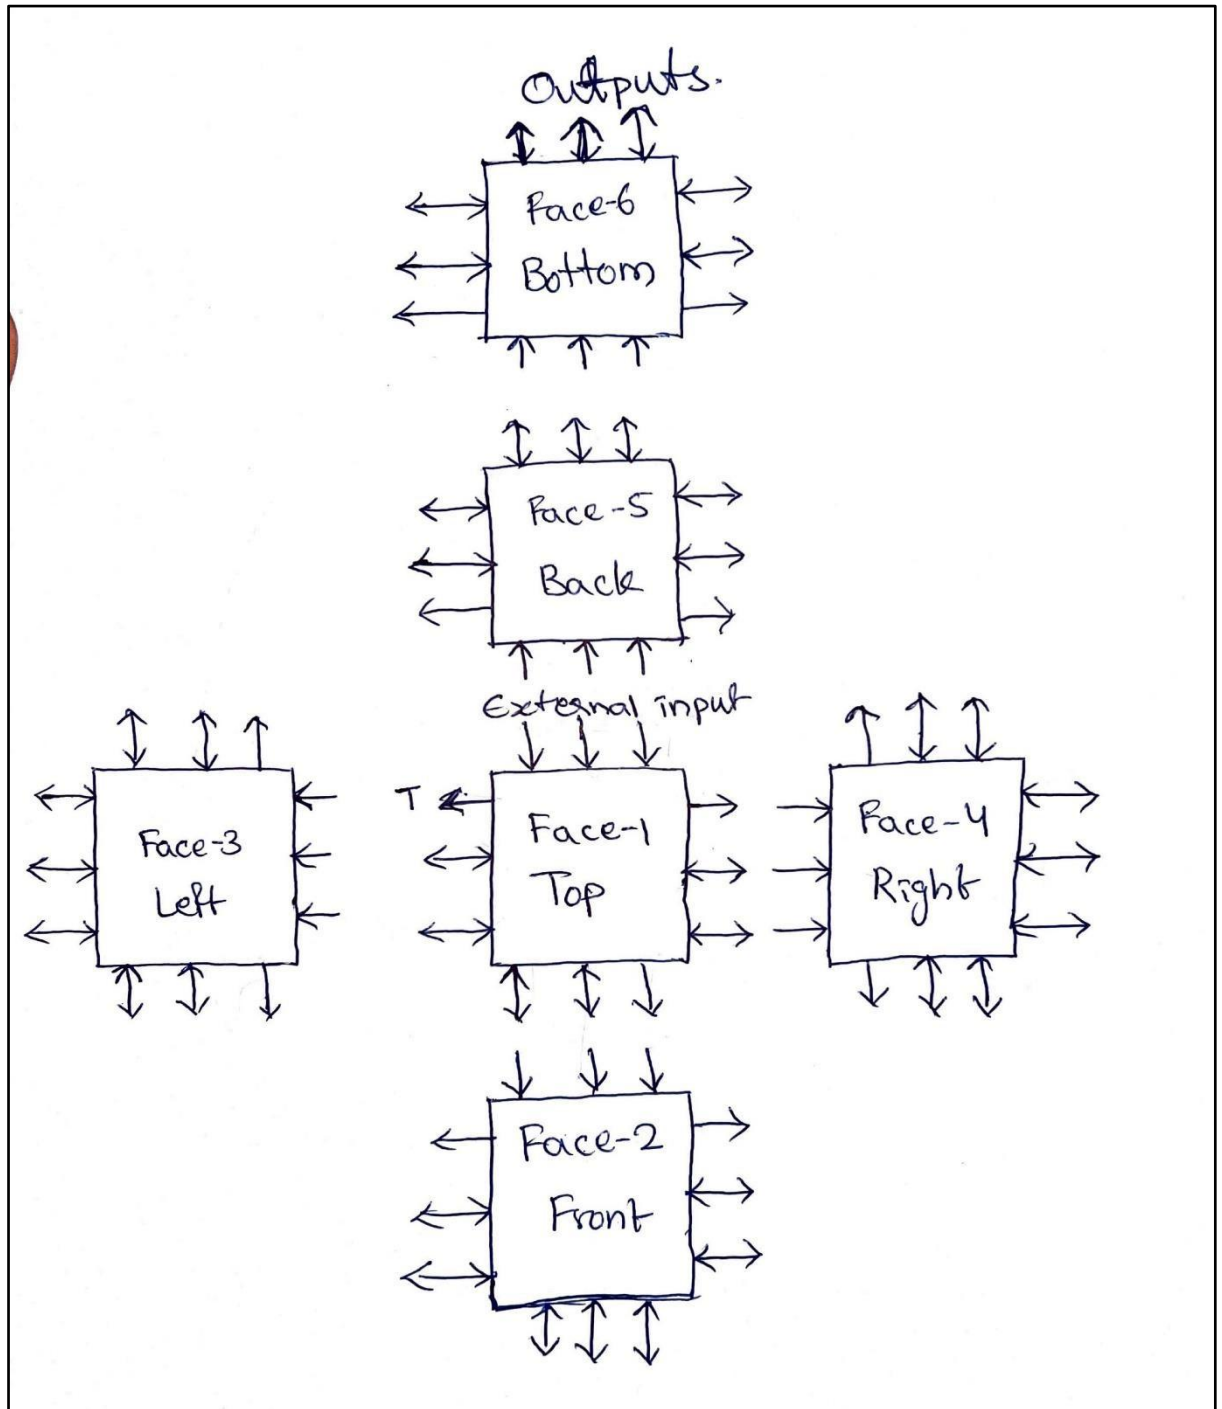 Outputs.
Face-6
Bottom
Face-5
Back
External input
Face-3
Left
T
Face-1
Top
Face-4
Right
Face-2
Front